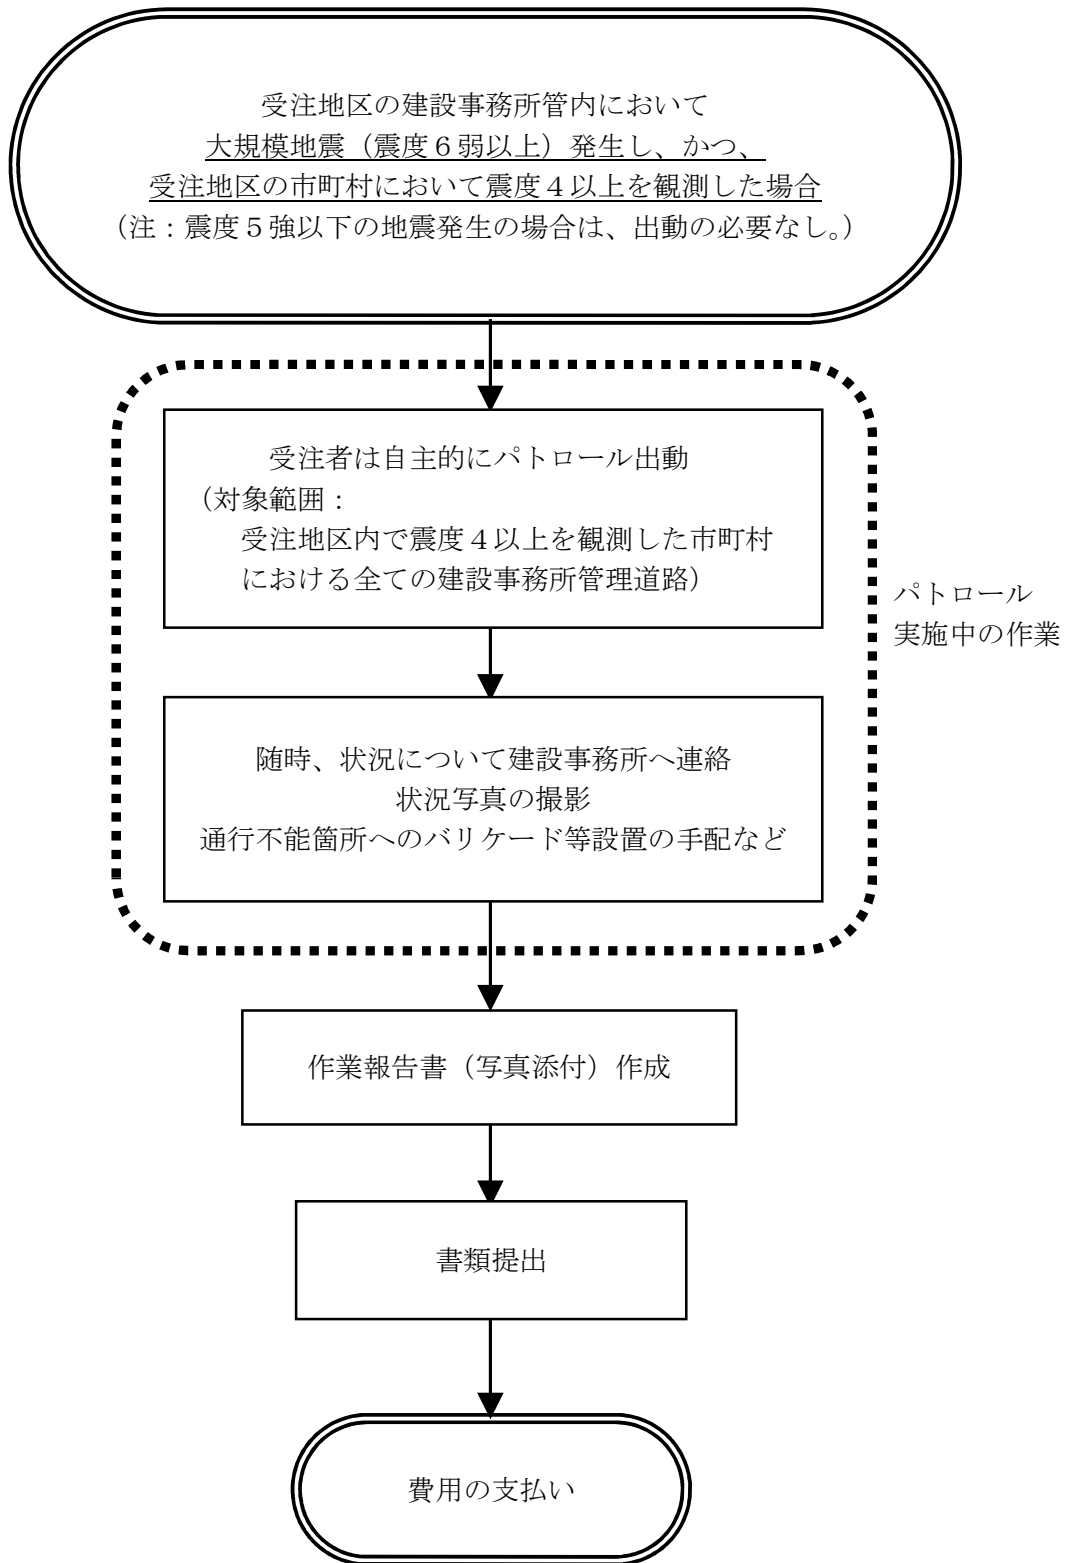 受注地区の建設事務所管内において
大規模地震（震度６弱以上）発生し、かつ、
受注地区の市町村において震度４以上を観測した場合
（注：震度５強以下の地震発生の場合は、出動の必要なし。）
受注者は自主的にパトロール出動
（対象範囲：
受注地区内で震度４以上を観測した市町村
における全ての建設事務所管理道路）
パトロール
実施中の作業
随時、状況について建設事務所へ連絡
状況写真の撮影
通行不能箇所へのバリケード等設置の手配など
作業報告書（写真添付）作成
書類提出
費用の支払い